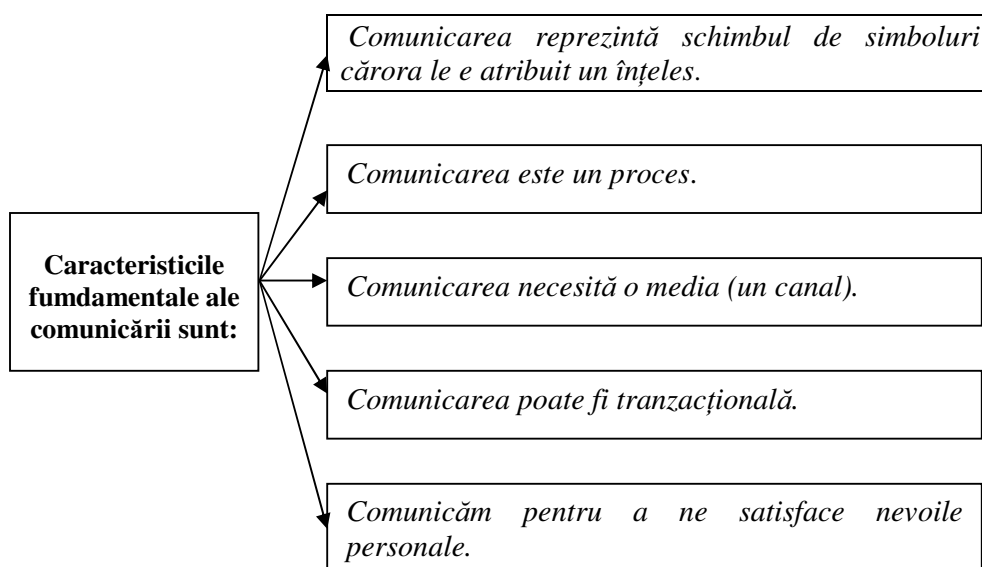 Comunicarea reprezintă schimbul de simboluri
cărora le e atribuit un înțeles.
Comunicarea este un proces.
Caracteristicile
fumdamentale ale
comunicării sunt:
Comunicarea necesită o media (un canal).
Comunicarea poate fi tranzacțională.
Comunicăm pentru a ne satisface nevoile
personale.